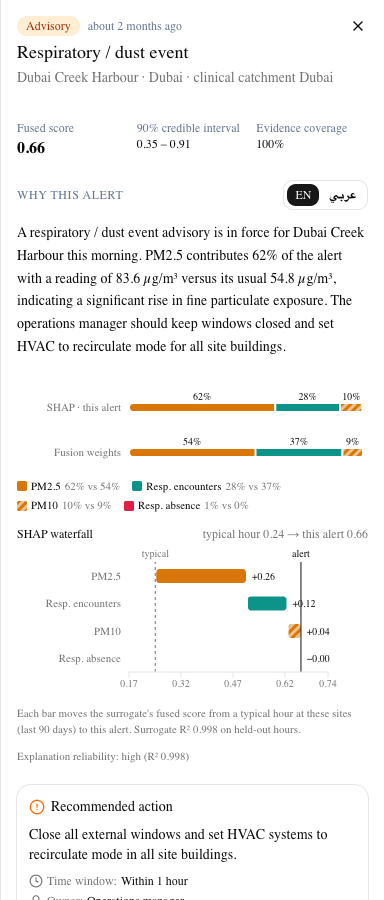 Advisory about 2 months ago
Respiratory / dust event
Dubai Creek Harbour · Dubai · clinical catchment Dubai
Fused score 90% credible interval Evidence coverage
0.66 0.35 – 0.91 100%
WHY THIS ALERT EN عربي
A respiratory / dust event advisory is in force for Dubai Creek
Harbour this morning. PM2.5 contributes 62% of the alert
with a reading of 83.6 µg/m³ versus its usual 54.8 µg/m³,
indicating a significant rise in fine particulate exposure. The
operations manager should keep windows closed and set
HVAC to recirculate mode for all site buildings.
62% 28% 10%
SHAP · this alert
54% 37% 9%
Fusion weights
PM2.5 62% vs 54% Resp. encounters 28% vs 37%
PM10 10% vs 9% Resp. absence 1% vs 0%
SHAP waterfall typical hour 0.24 → this alert 0.66
typical alert
PM2.5 +0.26
Resp. encounters +0.12
PM10 +0.04
Resp. absence −0.00
0.17 0.32 0.47 0.62 0.74
Each bar moves the surrogate's fused score from a typical hour at these sites
(last 90 days) to this alert. Surrogate R² 0.998 on held-out hours.
Explanation reliability: high (R² 0.998)
Recommended action
Close all external windows and set HVAC systems to
recirculate mode in all site buildings.
Time window: Within 1 hour
Owner: Operations manager